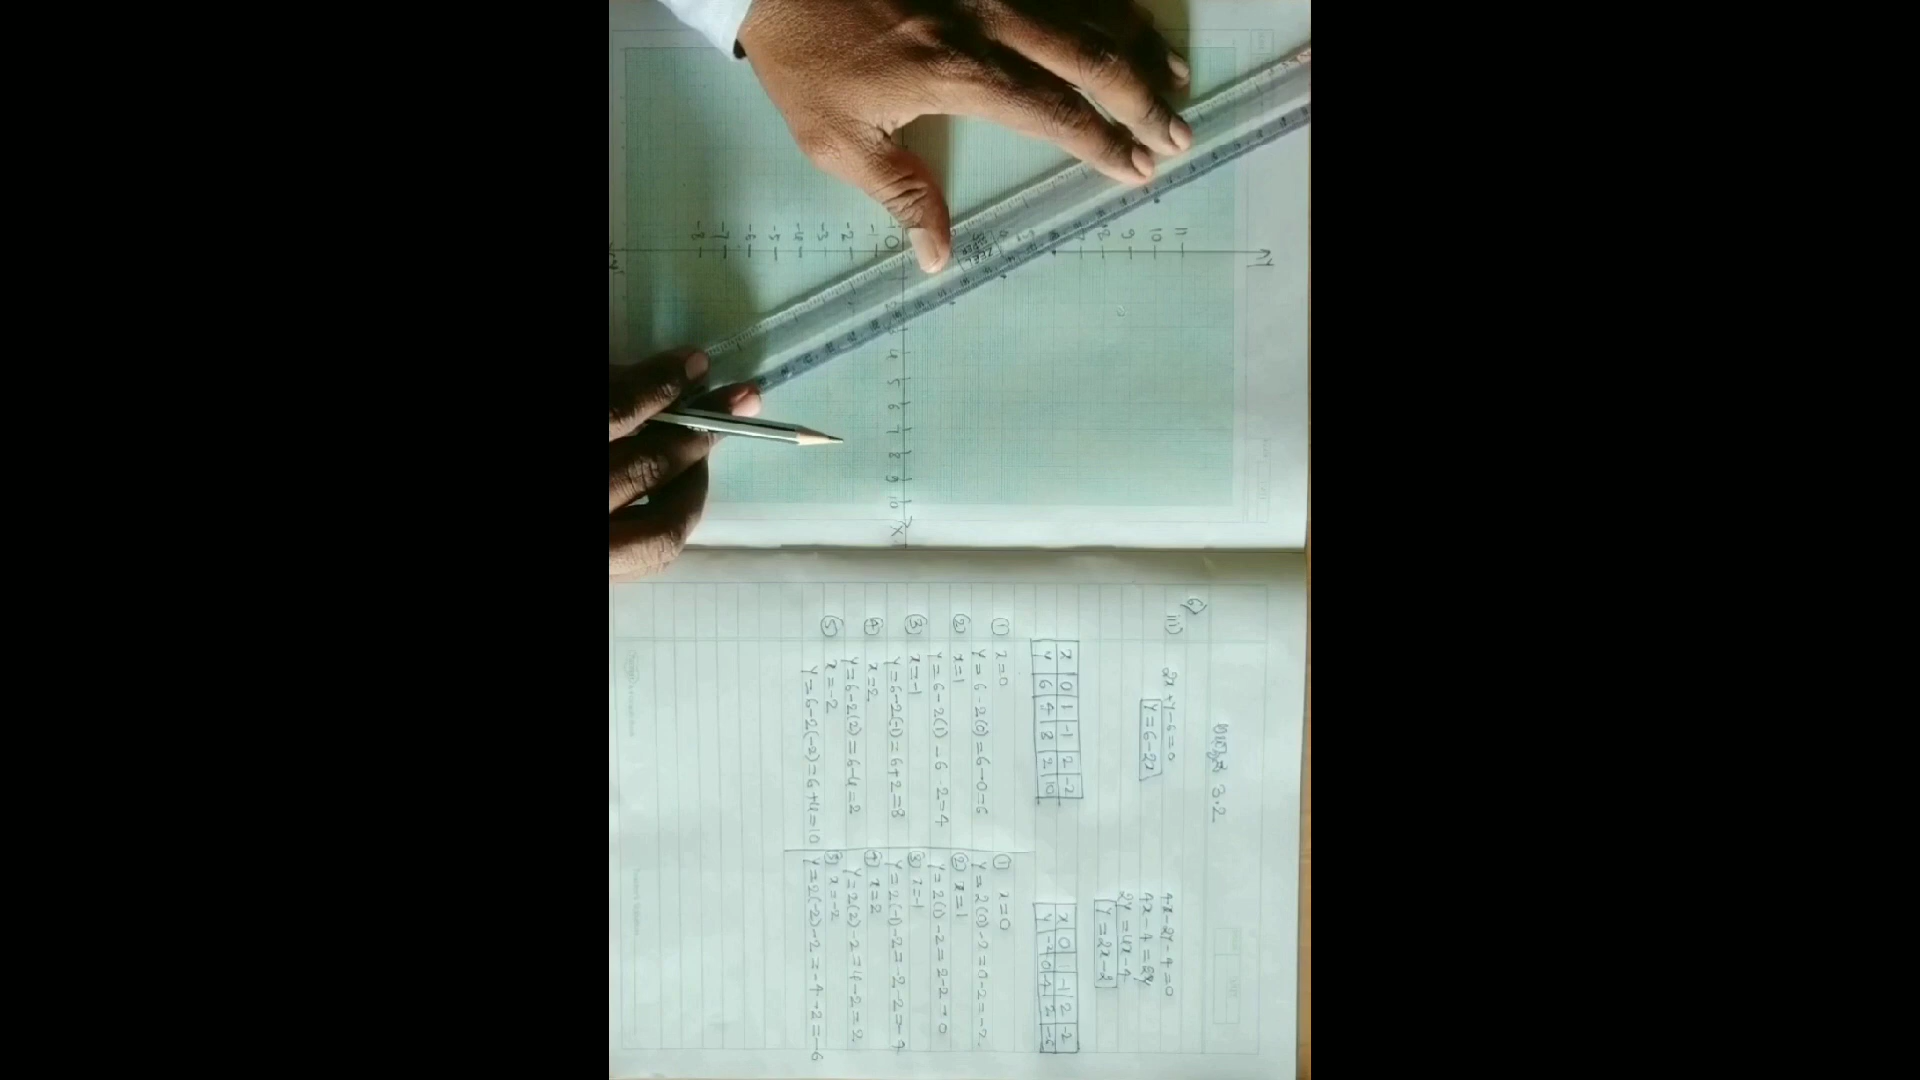 3.2
6)
iii) 2x+y-6=0
y=6-2x
x 0 1 -1 2 -2
y 6 4 8 2 10
① x=0
y=6-2(0)=6-0=6
② x=1
y=6-2(1)=6-2=4
③ x=-1
y=6-2(-1)=6+2=8
④ x=2
y=6-2(2)=6-4=2
⑤ x=-2
y=6-2(-2)=6+4=10
4x-2y-4=0
4x-4=2y
2y=4x-4
y=2x-2
x 0 1 -1 2 -2
y -2 0 -4 2 -6
① x=0
y=2(0)-2=0-2=-2
② x=1
y=2(1)-2=2-2=0
③ x=-1
y=2(-1)-2=-2-2=-4
④ x=2
y=2(2)-2=4-2=2
⑤ x=-2
y=2(-2)-2=-4-2=-6
Y
11
10
9
8
0 2 3 4 5 6 7 8 9 10 X
-1
-2
-3
-4
-5
-6
-7
-8
Y'